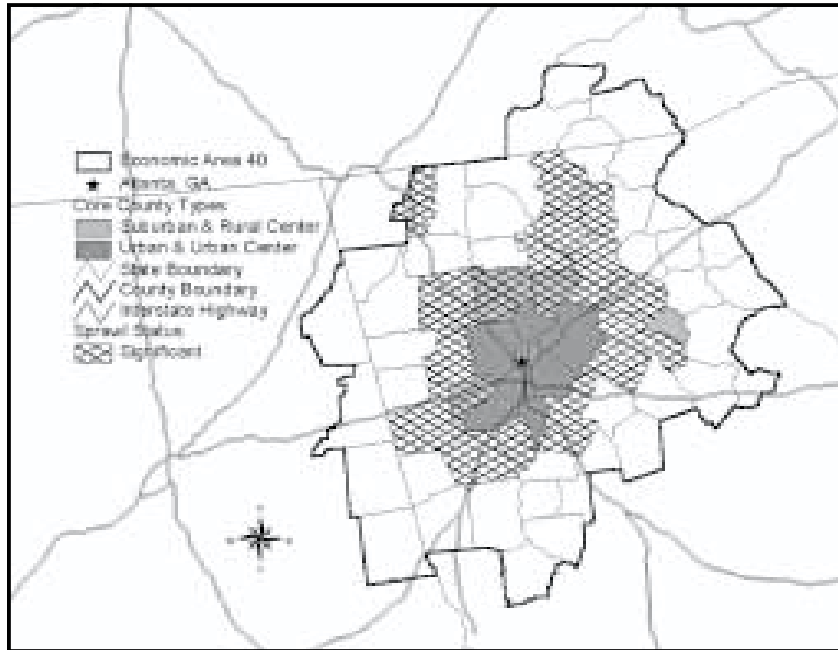 Economic Area 40
Atlanta, GA
Core County Types
Suburban & Rural Center
Urban & Urban Center
State Boundary
County Boundary
Interstate Highway
Sprawl Status
Significant